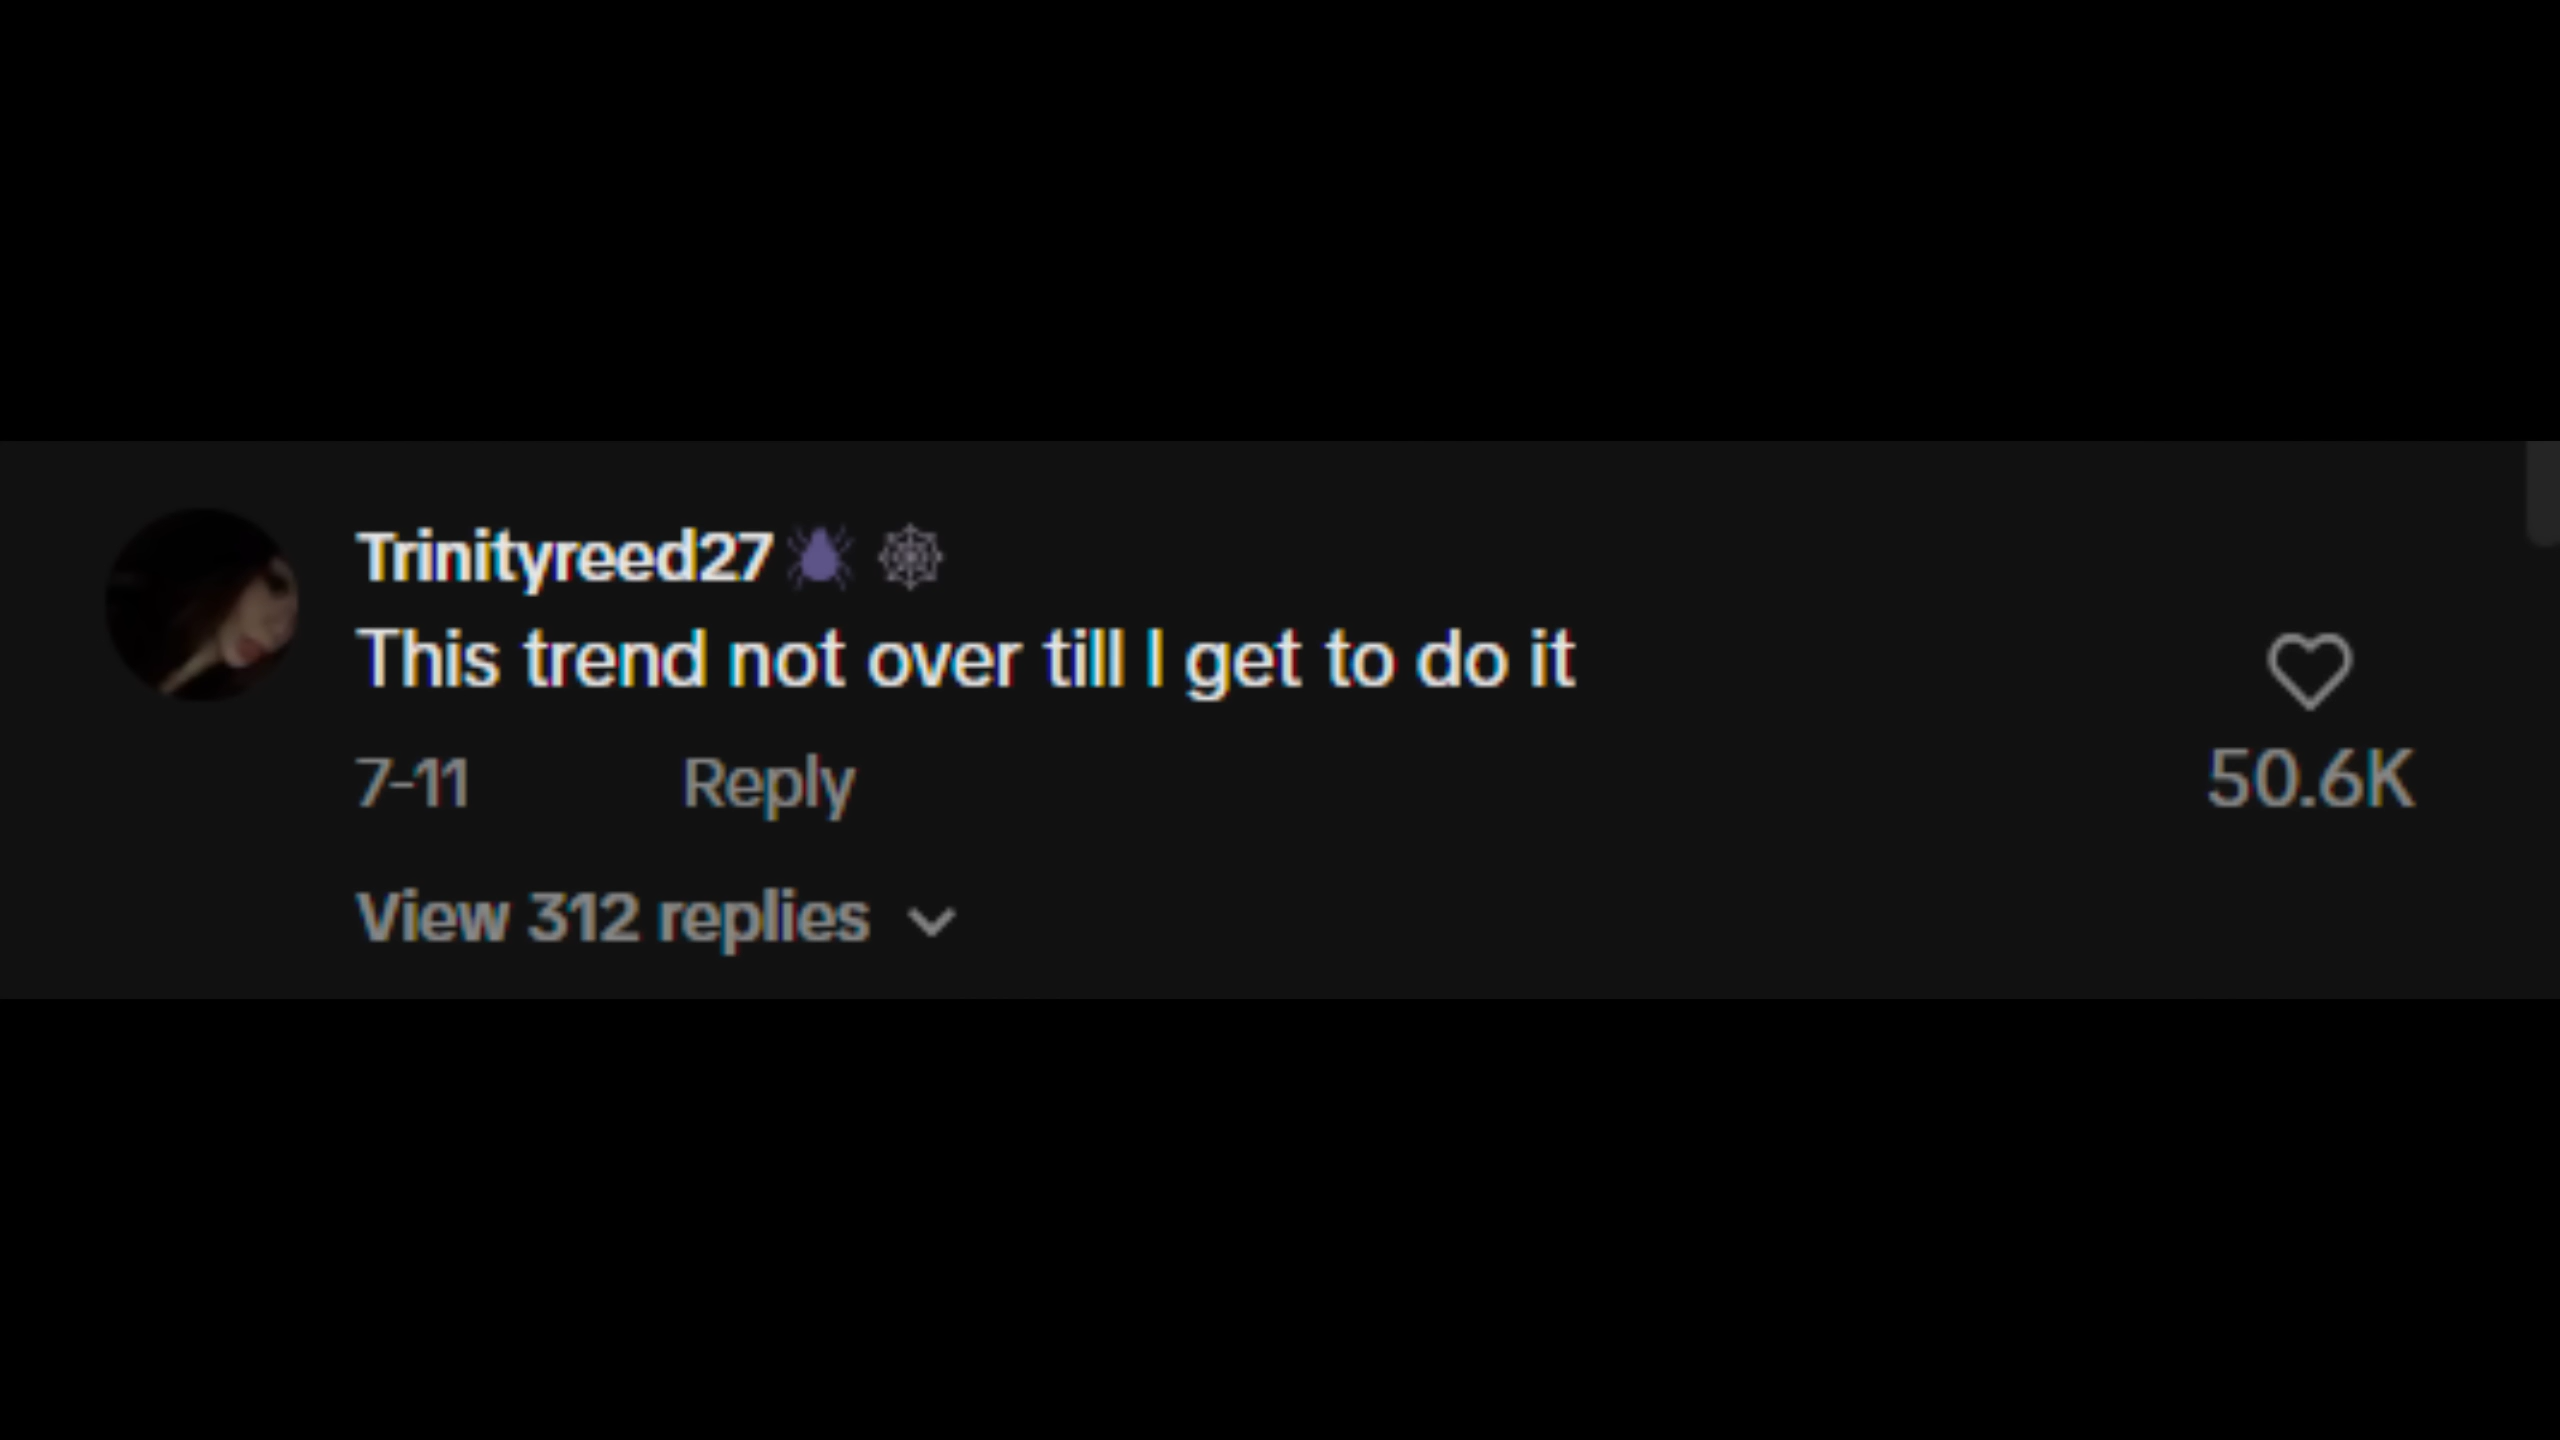 Trinityreed27🕷️ 🕸️
This trend not over till I get to do it
7-11 Reply
50.6K
View 312 replies